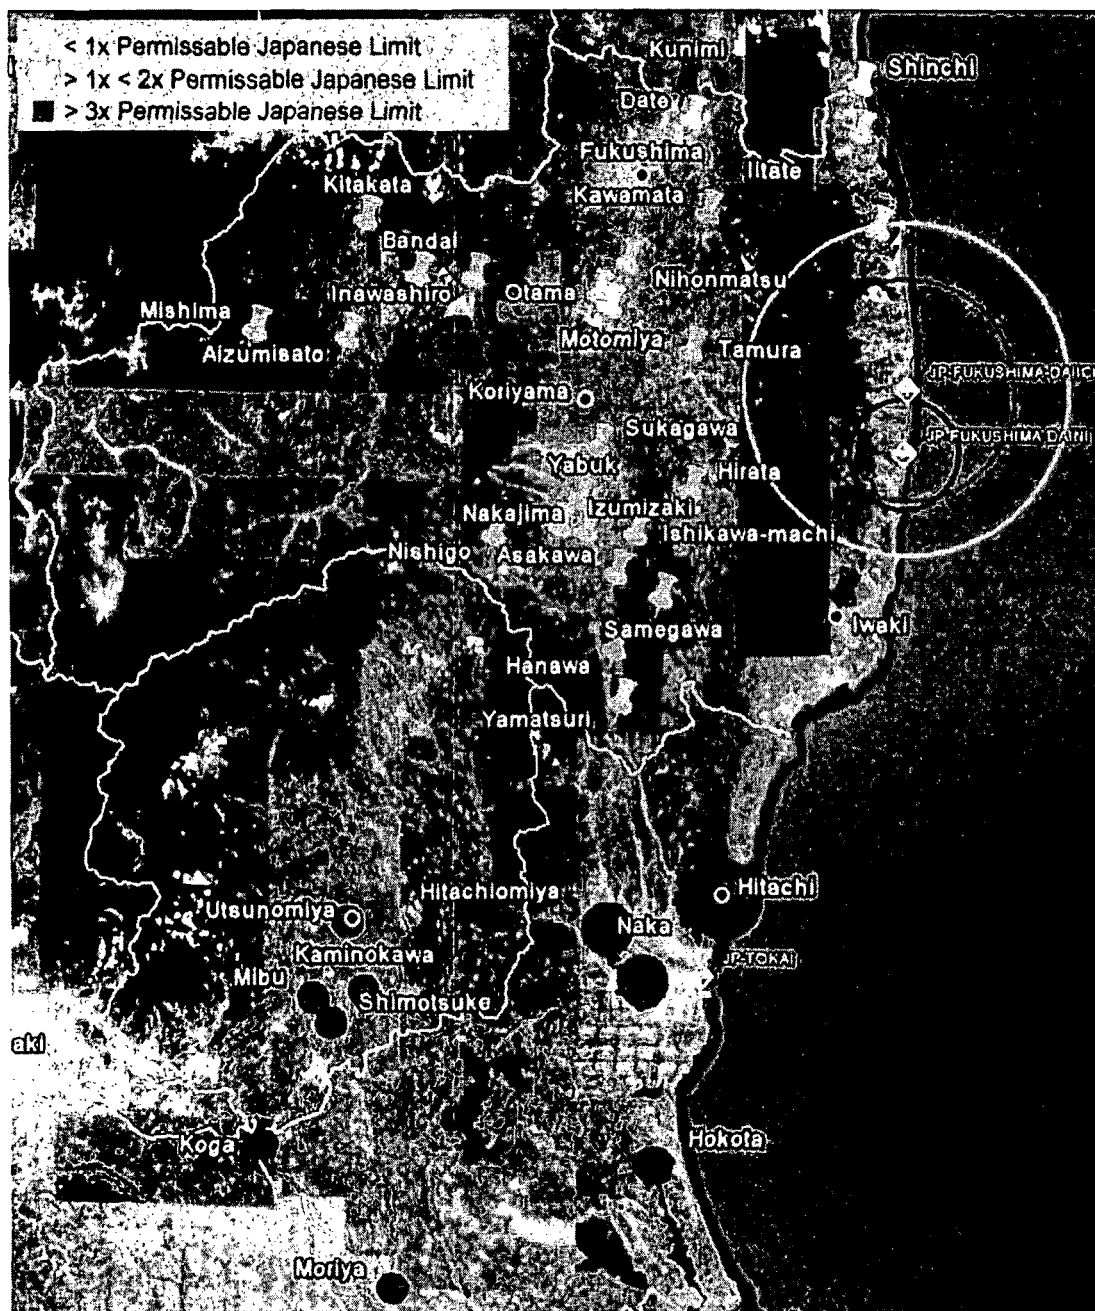 < 1x Permissable Japanese Limit
> 1x < 2x Permissable Japanese Limit
> 3x Permissable Japanese Limit
Kunimi
Shinchi
Date
Fukushima
Iitate
Kitakata
Kawamata
Bandai
Nihonmatsu
Inawashiro
Otama
Mishima
Motomiya
Tamura
Aizumisato
JP FUKUSHIMA DAIICHI
Koriyama
Sukagawa
JP FUKUSHIMA DAINI
Yabuk
Hirata
Izumizaki
Nakajima
Ishikawa-machi
Nishigo
Asakawa
Iwaki
Samegawa
Hanawa
Yamatsuri
Hitachiomiya
Hitachi
Utsunomiya
Naka
Kaminokawa
JP TOKAI
Mibu
Shimotsuke
aki
Koga
Hokota
Moriya